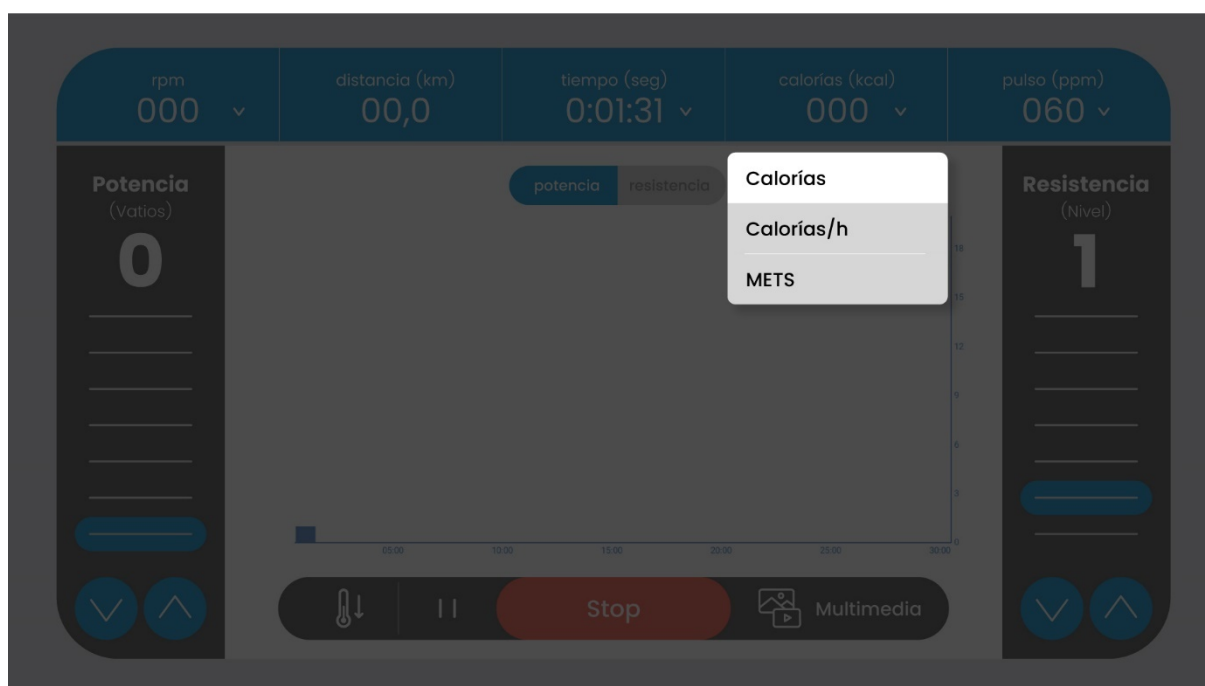 rpm
000
distancia (km)
00,0
tiempo (seg)
0:01:31
calorías (kcal)
000
pulso (ppm)
060
Potencia
(Vatios)
0
potencia
resistencia
Calorías
Calorías/h
METS
Resistencia
(Nivel)
1
18
15
12
9
6
3
0
05:00
10:00
15:00
20:00
25:00
30:00
Stop
Multimedia